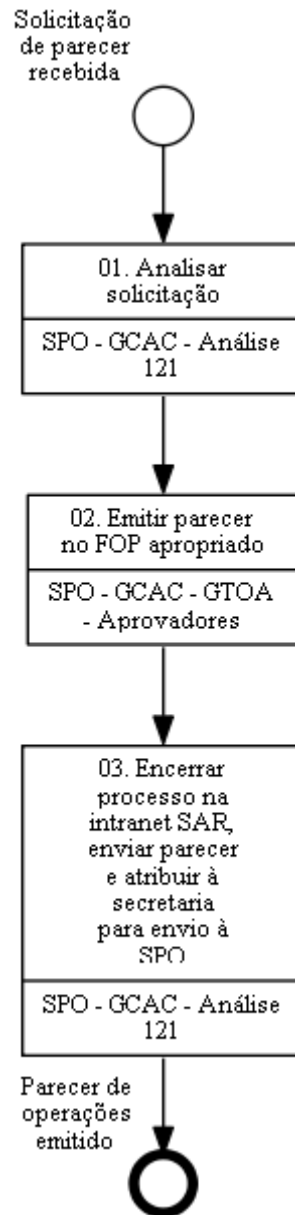 Solicitação
de parecer
recebida
01. Analisar
solicitação
SPO - GCAC - Análise
121
02. Emitir parecer
no FOP apropriado
SPO - GCAC - GTOA
- Aprovadores
03. Encerrar
processo na
intranet SAR,
enviar parecer
e atribuir à
secretaria
para envio à
SPO
SPO - GCAC - Análise
121
Parecer de
operações
emitido